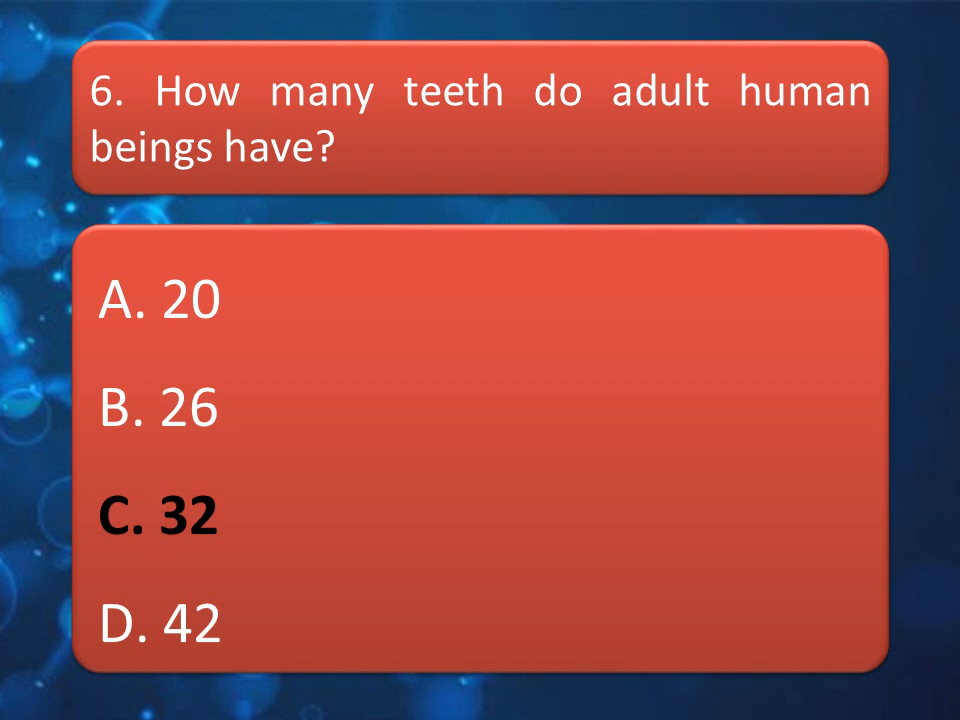 6. How many teeth do adult human
beings have?
A. 20
B. 26
C. 32
D. 42